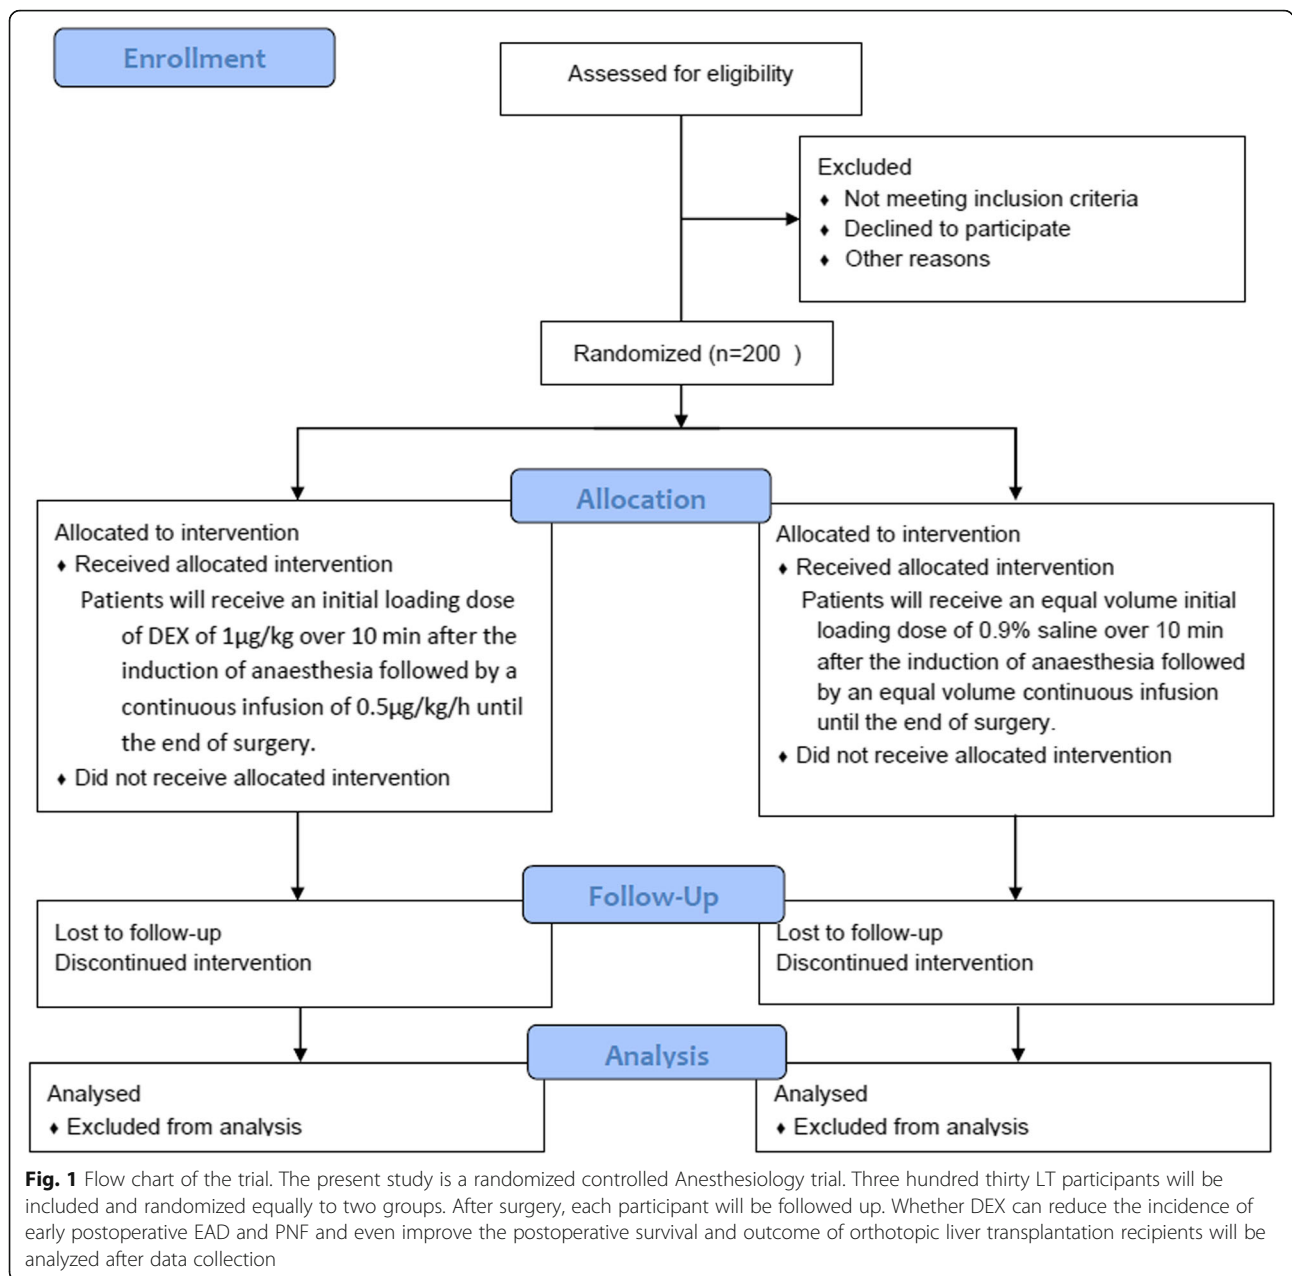 Enrollment
Assessed for eligibility
Excluded
♦ Not meeting inclusion criteria
♦ Declined to participate
♦ Other reasons
Randomized (n=200 )
Allocation
Allocated to intervention
♦ Received allocated intervention
Patients will receive an initial loading dose
of DEX of 1µg/kg over 10 min after the
induction of anaesthesia followed by a
continuous infusion of 0.5µg/kg/h until
the end of surgery.
♦ Did not receive allocated intervention
Allocated to intervention
♦ Received allocated intervention
Patients will receive an equal volume initial
loading dose of 0.9% saline over 10 min
after the induction of anaesthesia followed
by an equal volume continuous infusion
until the end of surgery.
♦ Did not receive allocated intervention
Follow-Up
Lost to follow-up
Discontinued intervention
Lost to follow-up
Discontinued intervention
Analysis
Analysed
♦ Excluded from analysis
Analysed
♦ Excluded from analysis
Fig. 1 Flow chart of the trial. The present study is a randomized controlled Anesthesiology trial. Three hundred thirty LT participants will be
included and randomized equally to two groups. After surgery, each participant will be followed up. Whether DEX can reduce the incidence of
early postoperative EAD and PNF and even improve the postoperative survival and outcome of orthotopic liver transplantation recipients will be
analyzed after data collection